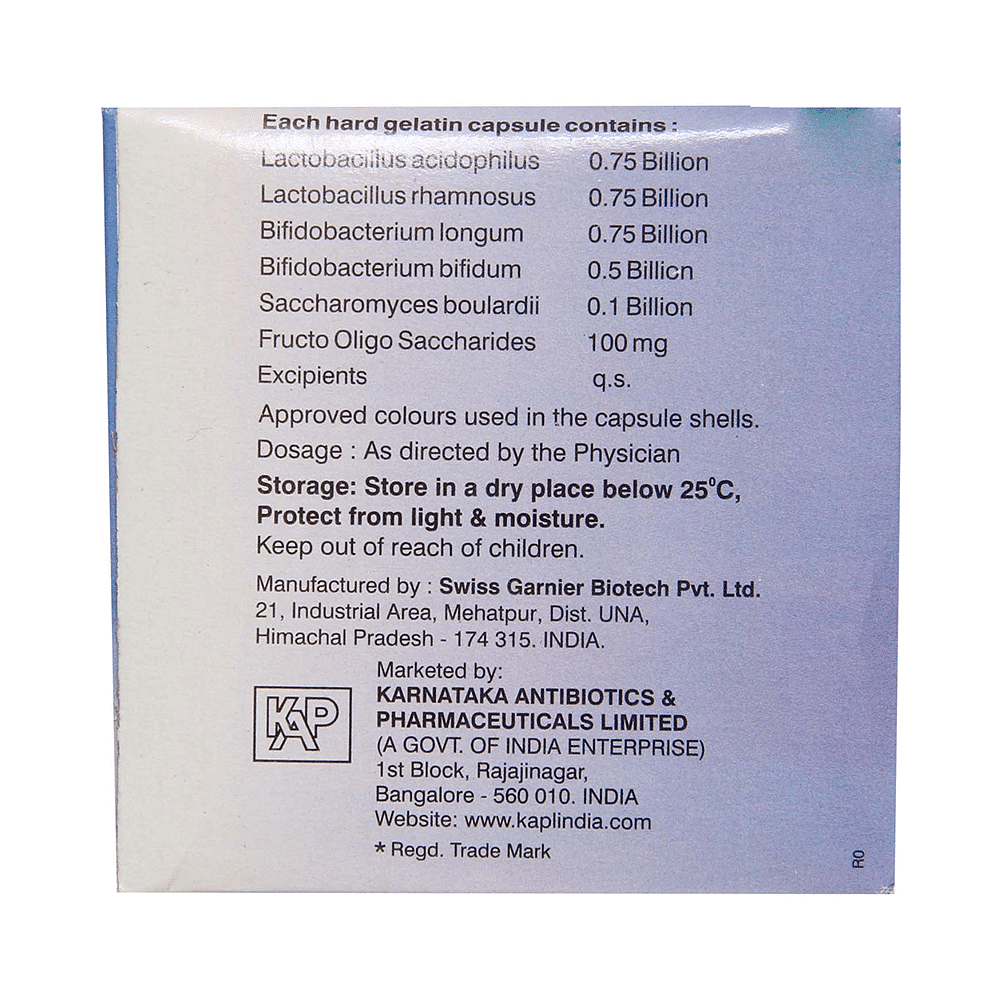 Each hard gelatin capsule contains :
Lactobacillus acidophilus 0.75 Billion
Lactobacillus rhamnosus 0.75 Billion
Bifidobacterium longum 0.75 Billion
Bifidobacterium bifidum 0.5 Billicn
Saccharomyces boulardii 0.1 Billion
Fructo Oligo Saccharides 100 mg
Excipients q.s.
Approved colours used in the capsule shells.
Dosage : As directed by the Physician
Storage: Store in a dry place below 25⁰C,
Protect from light & moisture.
Keep out of reach of children.
Manufactured by : Swiss Garnier Biotech Pvt. Ltd.
21, Industrial Area, Mehatpur, Dist. UNA,
Himachal Pradesh - 174 315. INDIA.
Marketed by:
KAP
KARNATAKA ANTIBIOTICS &
PHARMACEUTICALS LIMITED
(A GOVT. OF INDIA ENTERPRISE)
1st Block, Rajajinagar,
Bangalore - 560 010. INDIA
Website: www.kaplindia.com
* Regd. Trade Mark
R0